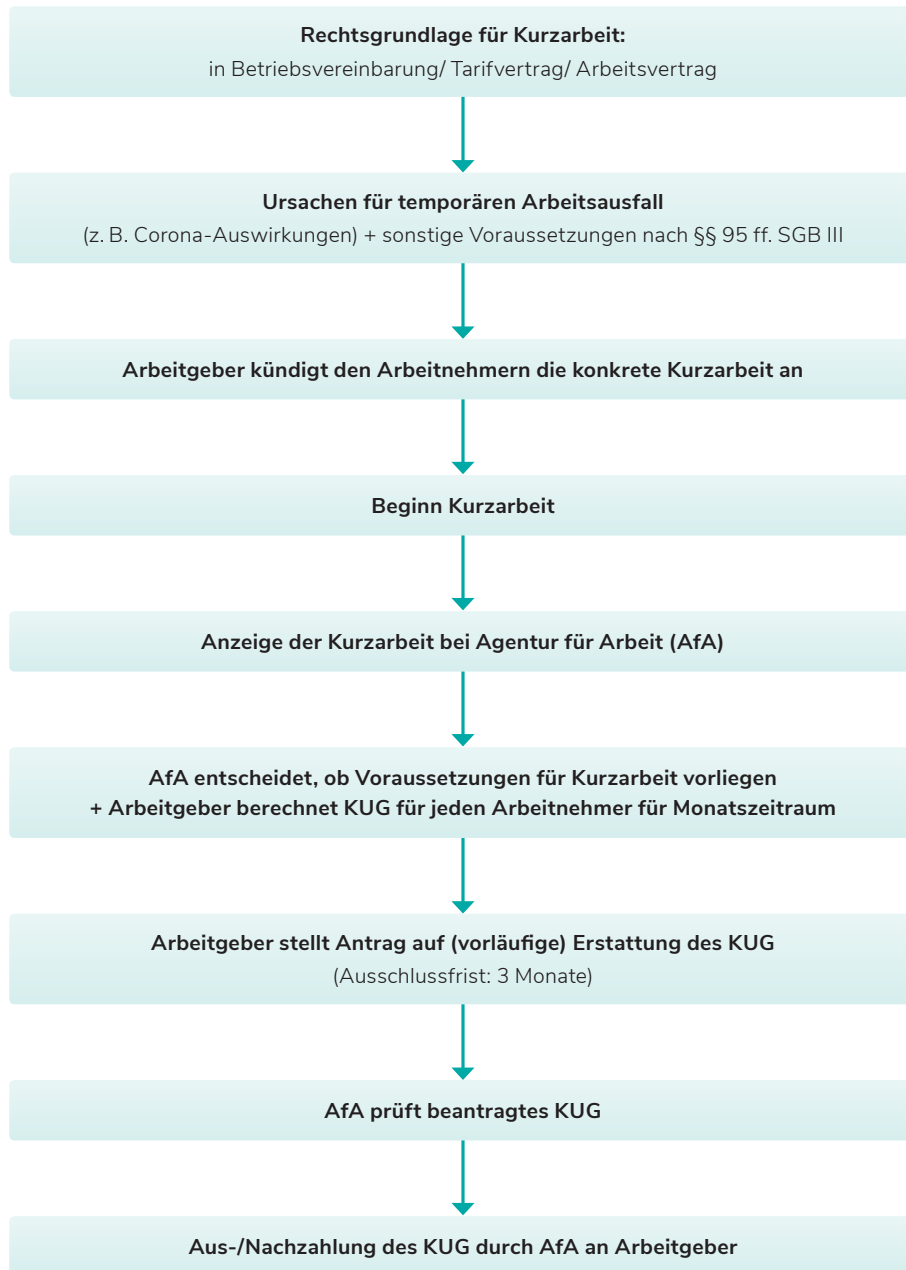 Rechtsgrundlage für Kurzarbeit:
in Betriebsvereinbarung/ Tarifvertrag/ Arbeitsvertrag
Ursachen für temporären Arbeitsausfall
(z. B. Corona-Auswirkungen) + sonstige Voraussetzungen nach §§ 95 ff. SGB III
Arbeitgeber kündigt den Arbeitnehmern die konkrete Kurzarbeit an
Beginn Kurzarbeit
Anzeige der Kurzarbeit bei Agentur für Arbeit (AfA)
AfA entscheidet, ob Voraussetzungen für Kurzarbeit vorliegen
+ Arbeitgeber berechnet KUG für jeden Arbeitnehmer für Monatszeitraum
Arbeitgeber stellt Antrag auf (vorläufige) Erstattung des KUG
(Ausschlussfrist: 3 Monate)
AfA prüft beantragtes KUG
Aus-/Nachzahlung des KUG durch AfA an Arbeitgeber